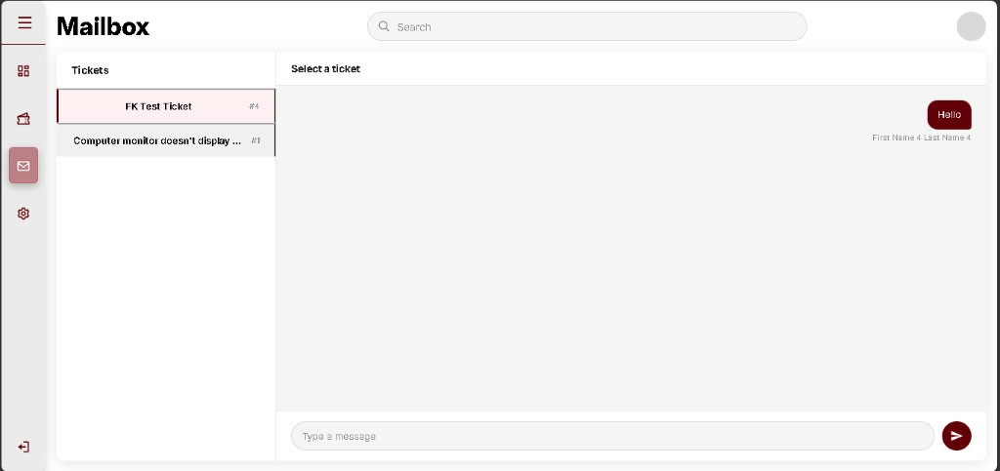 Mailbox
Search
Tickets
Select a ticket
FK Test Ticket #4
Computer monitor doesn't display ... #1
Hello
First Name 4 Last Name 4
Type a message